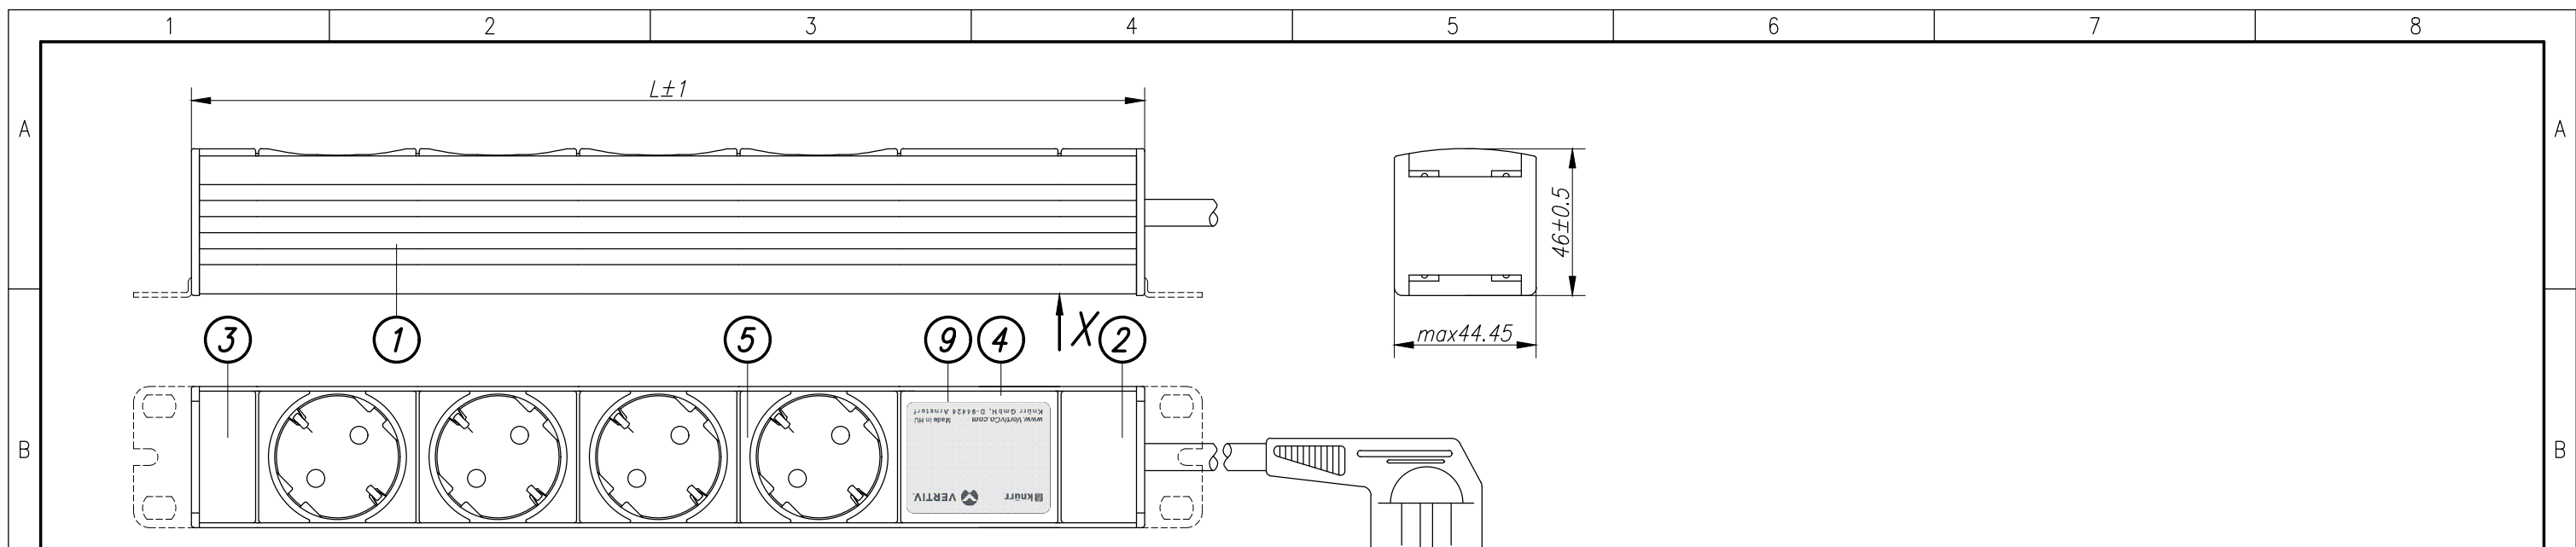 1 2 3 4 5 6 7 8
A A
L±1
46±0.5
max44.45
X
3 1 5 9 4 2
B B
Knürr GmbH, D-94424 Arnstorf
www.VertivCo.com Made in HU
knürr VERTIV.